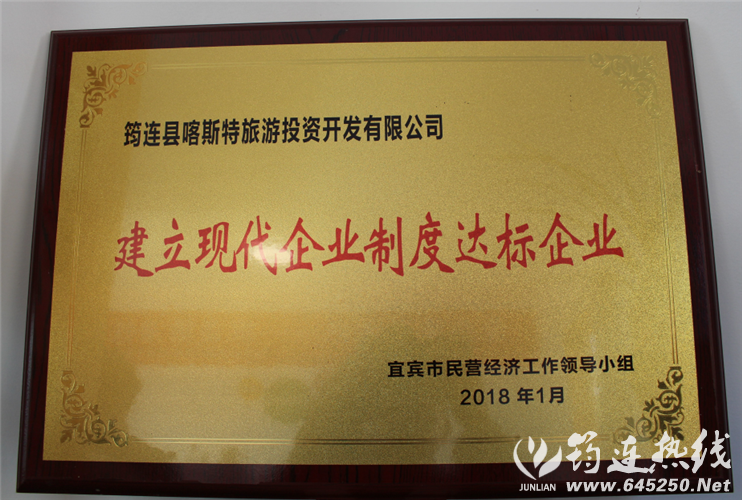 筠连县喀斯特旅游投资开发有限公司
建立现代企业制度达标企业
宜宾市民营经济工作领导小组
2018年1月
筠连热线
JUNLIAN
www.645250.Net